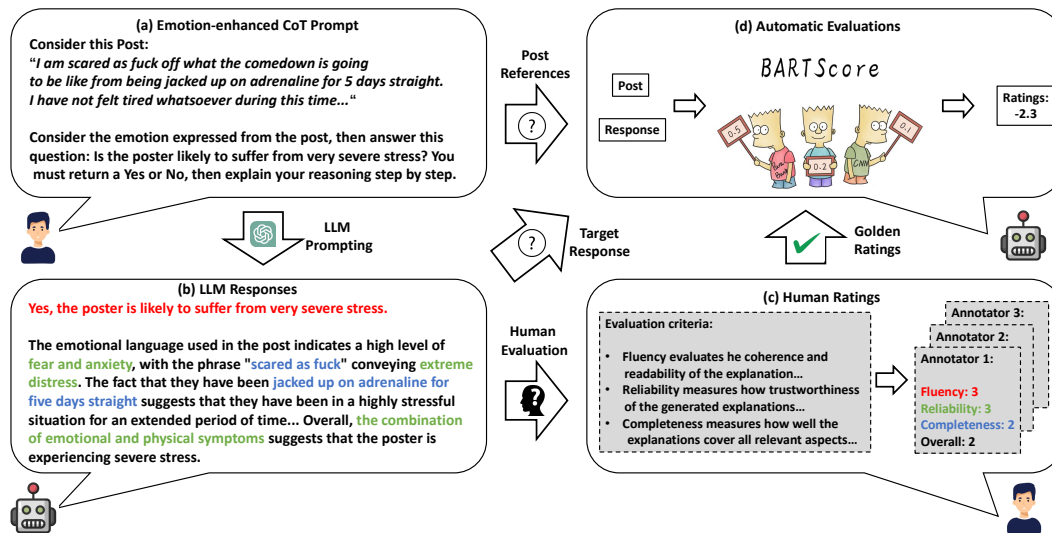 (a) Emotion-enhanced CoT Prompt
Consider this Post:
"I am scared as fuck off what the comedown is going
to be like from being jacked up on adrenaline for 5 days straight.
I have not felt tired whatsoever during this time..."
Consider the emotion expressed from the post, then answer this
question: Is the poster likely to suffer from very severe stress? You
must return a Yes or No, then explain your reasoning step by step.
Post
References
?
(d) Automatic Evaluations
BARTScore
Post
Response
0.5
0.2
0.1
CNN
Ratings:
-2.3
LLM
Prompting
?
Target
Response
Golden
Ratings
(b) LLM Responses
Yes, the poster is likely to suffer from very severe stress.
The emotional language used in the post indicates a high level of
fear and anxiety, with the phrase "scared as fuck" conveying extreme
distress. The fact that they have been jacked up on adrenaline for
five days straight suggests that they have been in a highly stressful
situation for an extended period of time... Overall, the combination
of emotional and physical symptoms suggests that the poster is
experiencing severe stress.
Human
Evaluation
?
(c) Human Ratings
Evaluation criteria:
• Fluency evaluates he coherence and
readability of the explanation...
• Reliability measures how trustworthiness
of the generated explanations...
• Completeness measures how well the
explanations cover all relevant aspects...
Annotator 3:
Annotator 2:
Annotator 1:
Fluency: 3
Reliability: 3
Completeness: 2
Overall: 2